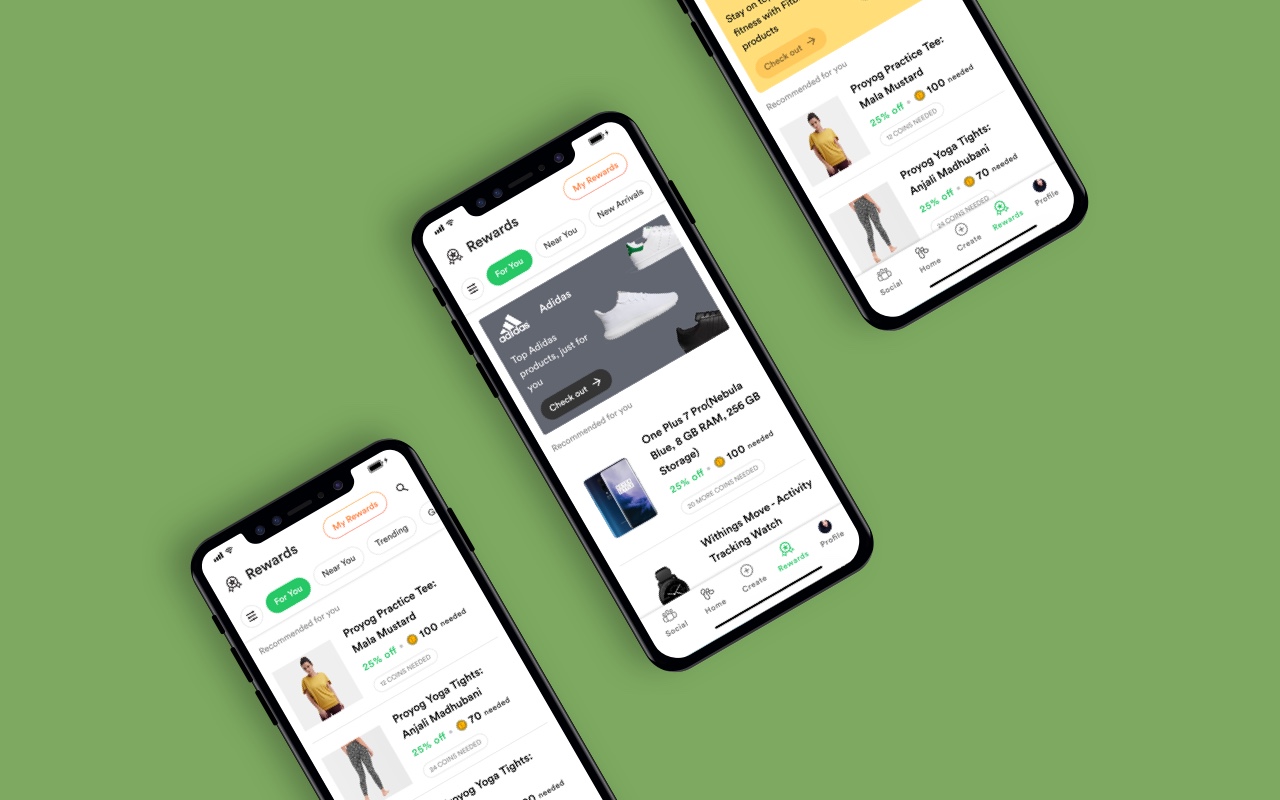 Rewards
My Rewards
For You
Near You
Trending
Recommended for you
Proyog Practice Tee:
Mala Mustard
25% off • 100 needed
12 COINS NEEDED
Proyog Yoga Tights:
Anjali Madhubani
25% off • 70 needed
24 COINS NEEDED
Proyog Yoga Tights:
needed
Rewards
My Rewards
For You
Near You
New Arrivals
adidas
Adidas
Top Adidas
products, just for
you
Check out
Recommended for you
One Plus 7 Pro(Nebula
Blue, 8 GB RAM, 256 GB
Storage)
25% off • 100 needed
20 MORE COINS NEEDED
Withings Move - Activity
Tracking Watch
Social
Home
Create
Rewards
Profile
Stay on
fitness with
products
Check out
Recommended for you
Proyog Practice Tee:
Mala Mustard
25% off • 100 needed
12 COINS NEEDED
Proyog Yoga Tights:
Anjali Madhubani
25% off • 70 needed
24 COINS NEEDED
Social
Home
Create
Rewards
Profile